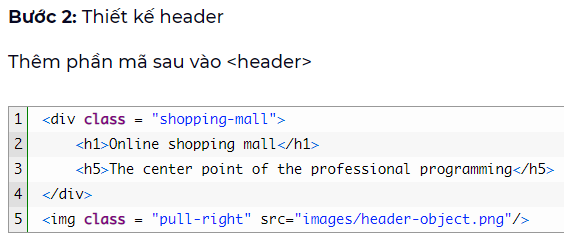 Bước 2: Thiết kế header
Thêm phần mã sau vào <header>
1 <div class = "shopping-mall">
2     <h1>Online shopping mall</h1>
3     <h5>The center point of the professional programming</h5>
4 </div>
5 <img class = "pull-right" src="images/header-object.png"/>